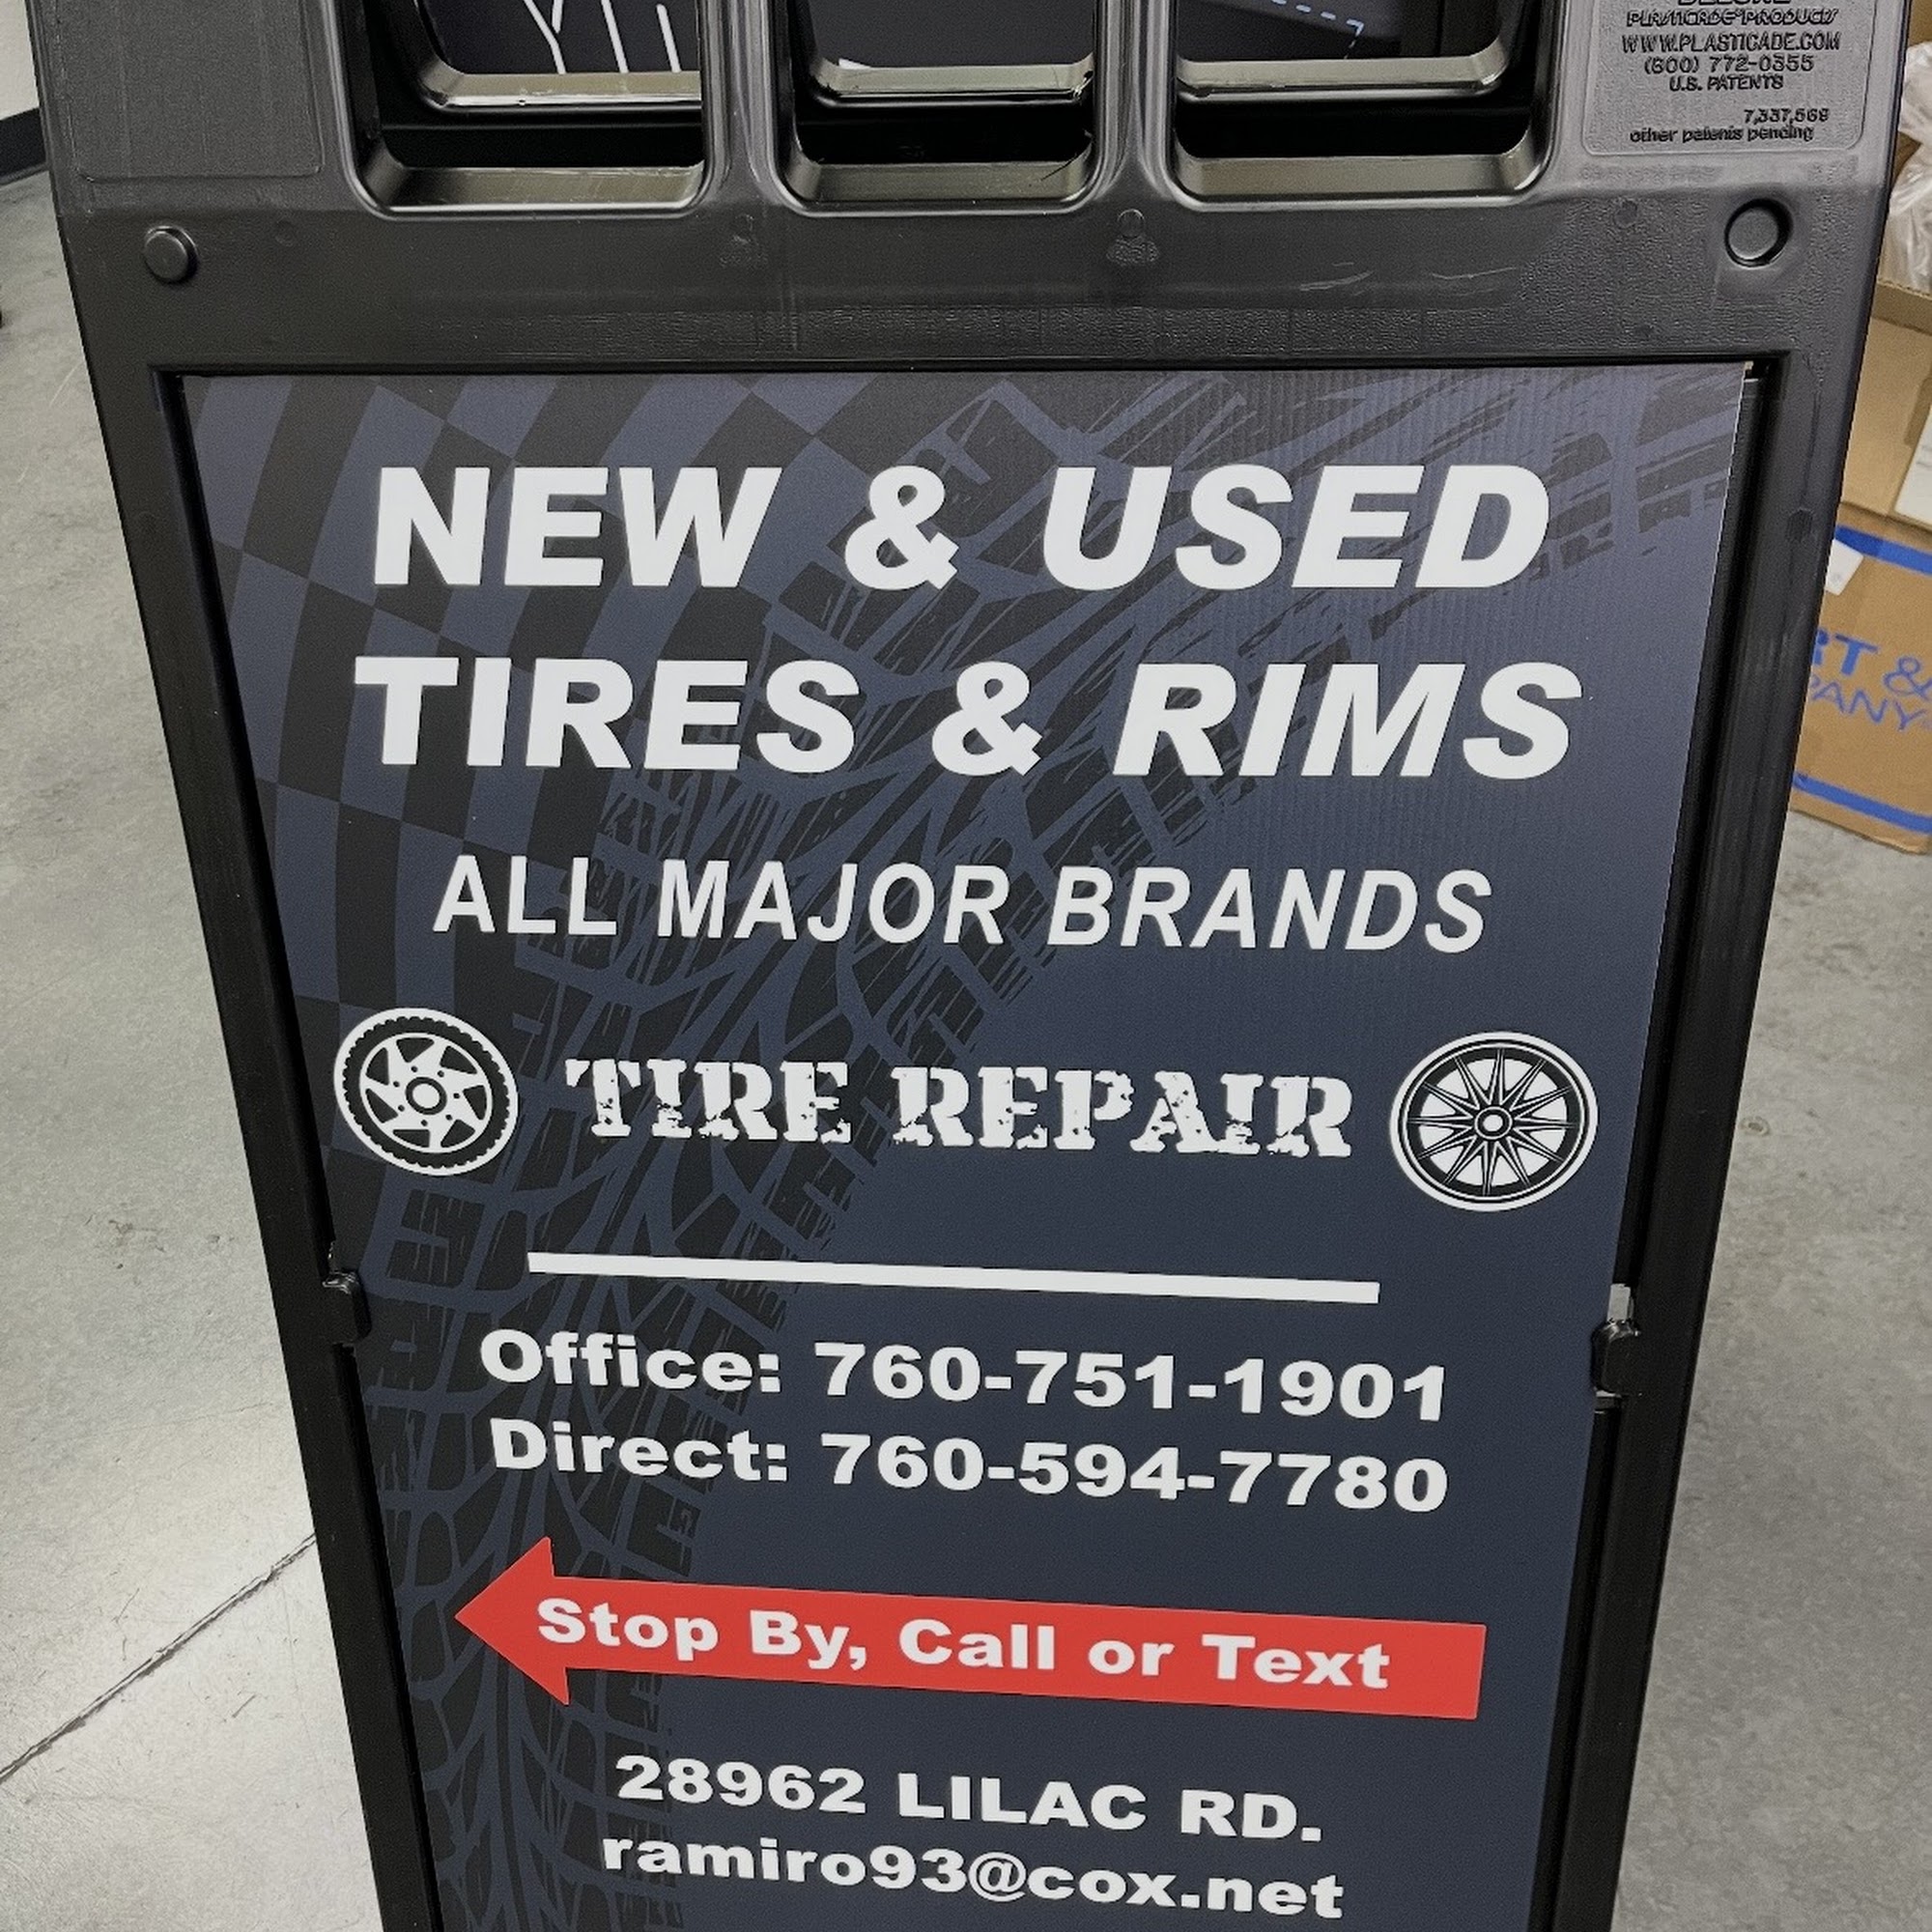 PLASTICADE PRODUCTS
WWW.PLASTICADE.COM
(800) 772-0355
U.S. PATENTS
7,337,569
other patents pending
NEW & USED
TIRES & RIMS
ALL MAJOR BRANDS
TIRE REPAIR
Office: 760-751-1901
Direct: 760-594-7780
Stop By, Call or Text
28962 LILAC RD.
ramiro93@cox.net